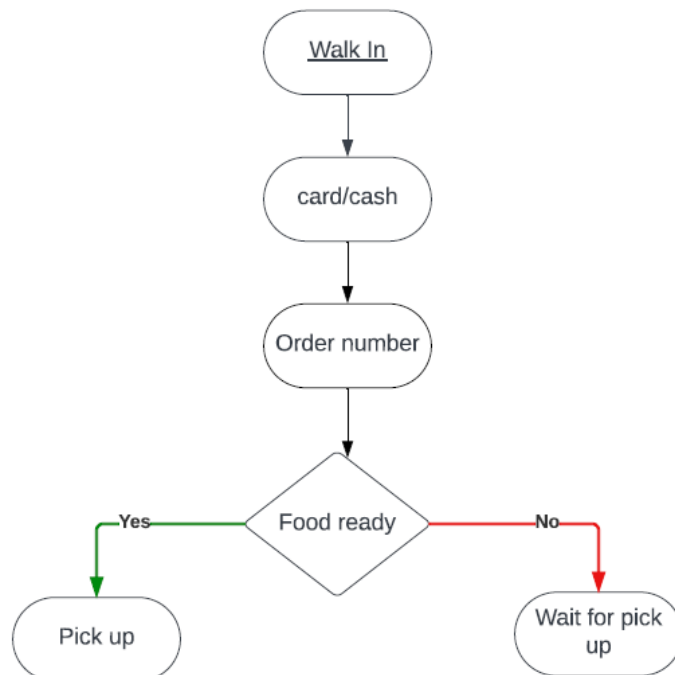 Walk In
card/cash
Order number
Food ready
Yes
No
Pick up
Wait for pick
up